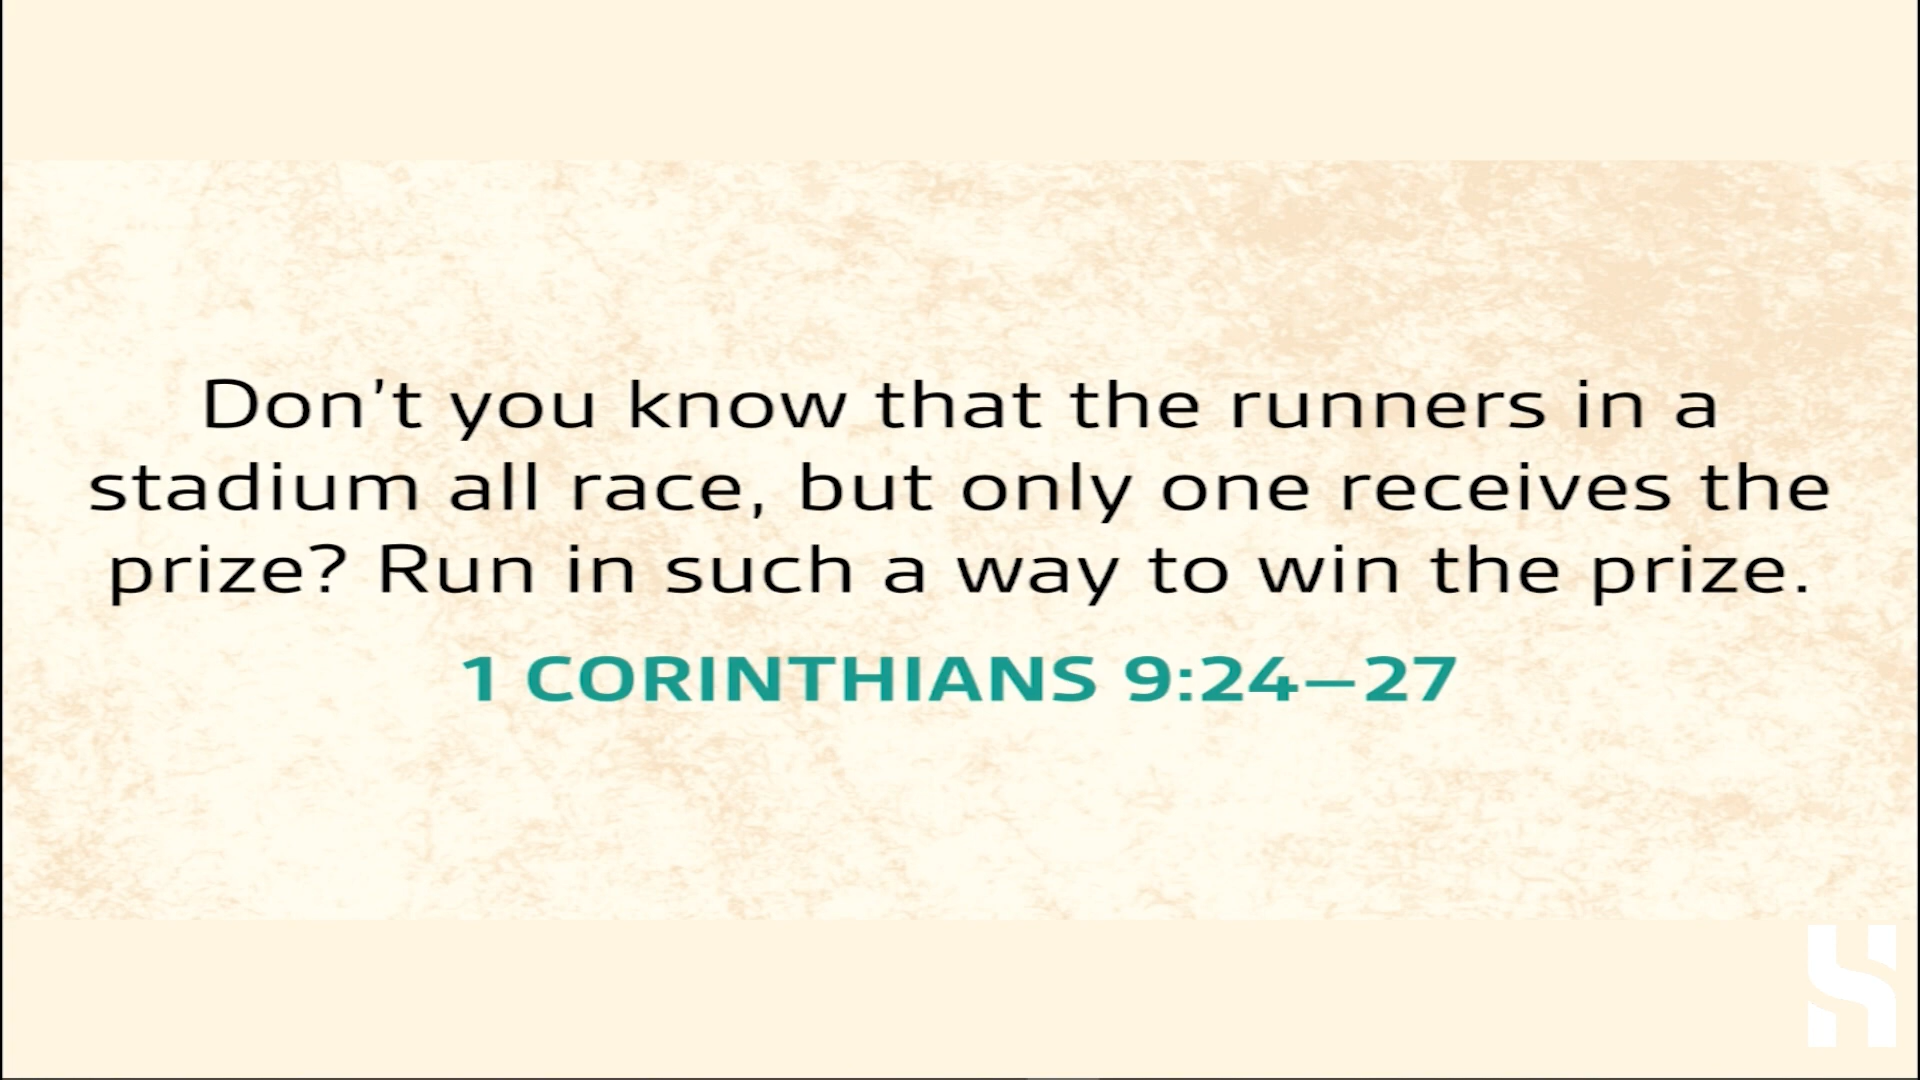 Don’t you know that the runners in a
stadium all race, but only one receives the
prize? Run in such a way to win the prize.
1 CORINTHIANS 9:24–27